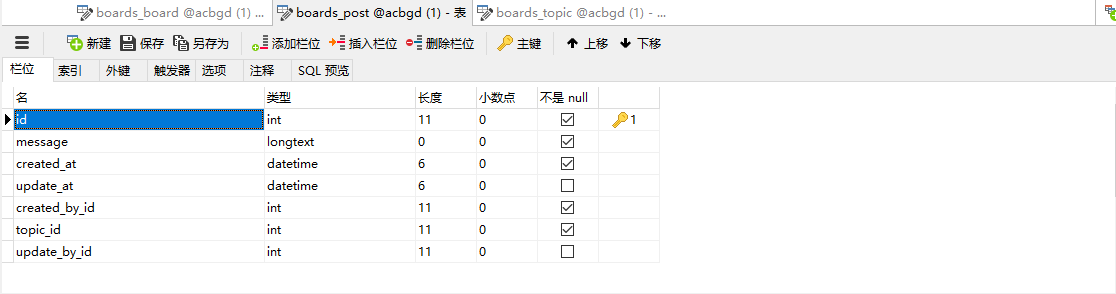 boards_board @acbgd (1) ... boards_post @acbgd (1) - 表 boards_topic @acbgd (1) - ...
新建 保存 另存为 添加栏位 插入栏位 删除栏位 主键 上移 下移
栏位 索引 外键 触发器 选项 注释 SQL 预览
名 类型 长度 小数点 不是 null
id int 11 0 1
message longtext 0 0
created_at datetime 6 0
update_at datetime 6 0
created_by_id int 11 0
topic_id int 11 0
update_by_id int 11 0